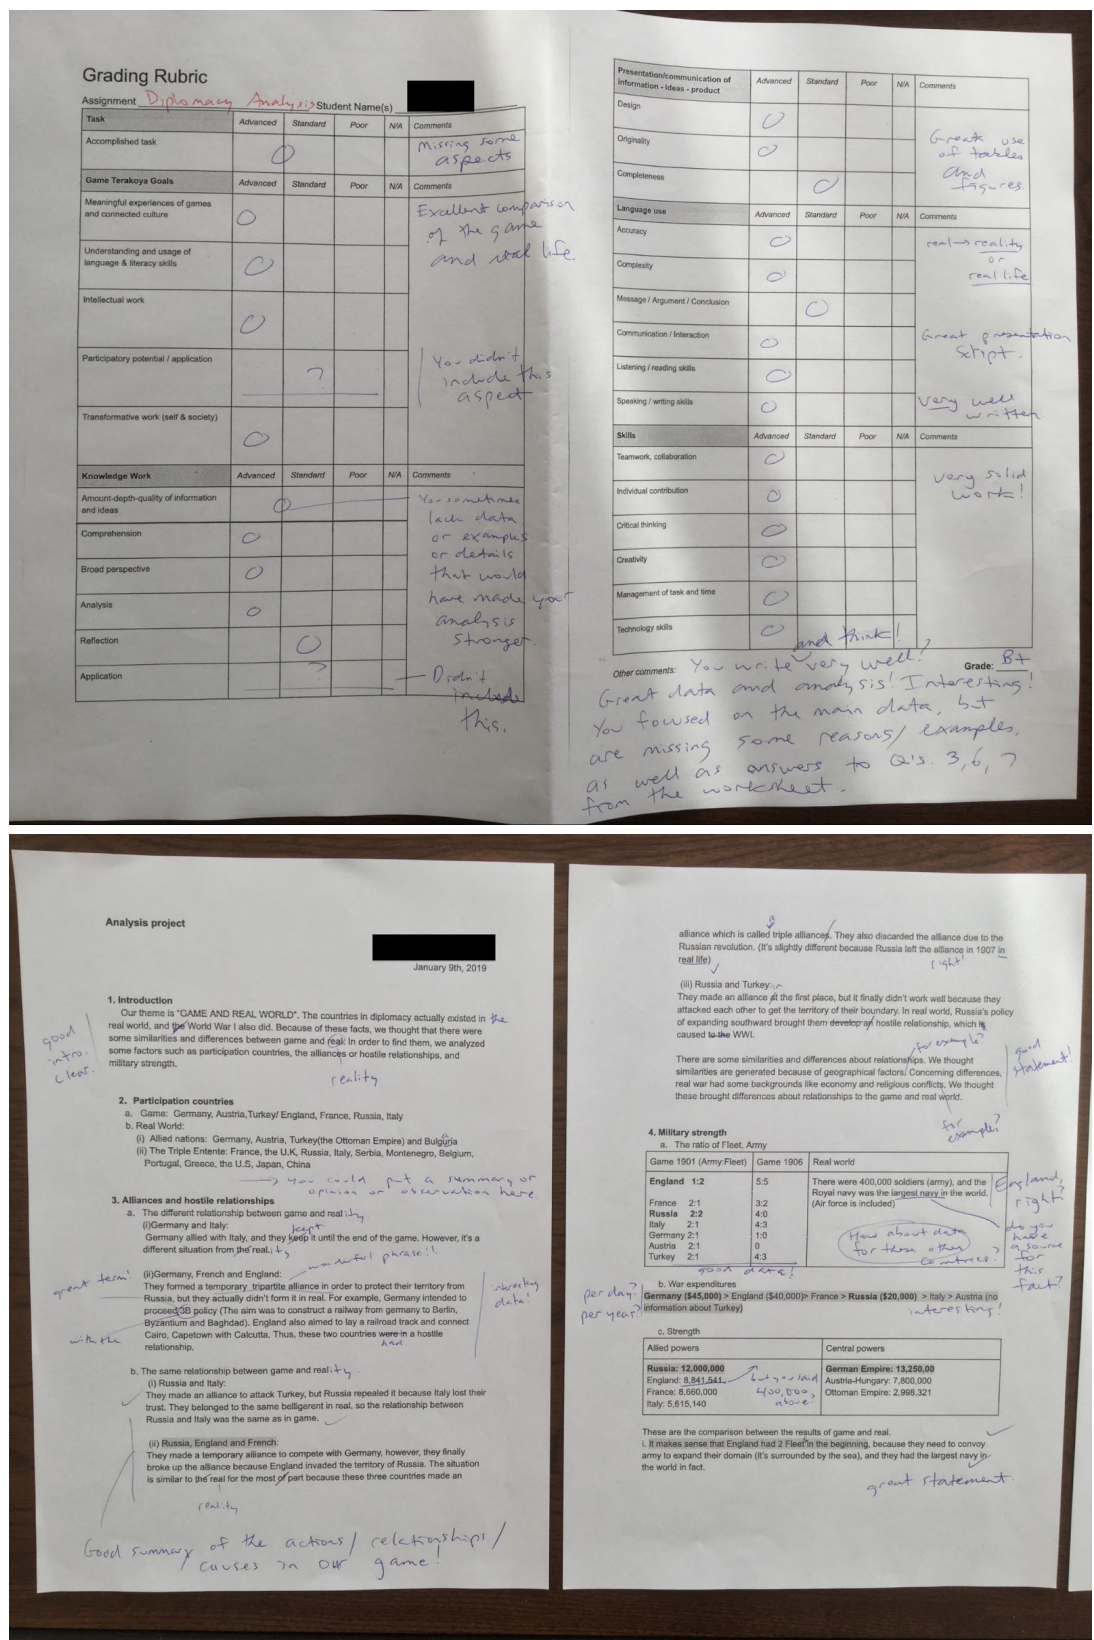 Grading Rubric
Assignment Diplomacy Analysis Student Name(s)
Task Advanced Standard Poor N/A Comments
Accomplished task Missing some
aspects
Game Terakoya Goals Advanced Standard Poor N/A Comments
Meaningful experiences of games
and connected culture
Excellent comparison
of the game
and real life
Understanding and usage of
language & literacy skills
Intellectual work
Participatory potential / application
?
You didn't
include this
aspect
Transformative work (self & society)
Knowledge Work Advanced Standard Poor N/A Comments
Amount-depth-quality of information
and ideas
You sometimes
lack data
or examples
or details
that would
have made your
analysis
stronger.
Comprehension
Broad perspective
Analysis
Reflection
Application
?
Didn't
include
this.
Presentation/communication of
information - ideas - product
Advanced Standard Poor N/A Comments
Design
Originality
Completeness
Great use
of tables
and
figures.
Language use Advanced Standard Poor N/A Comments
Accuracy
real → reality
or
real life
Complexity
Message / Argument / Conclusion
Communication / Interaction
Great presentation
script.
Listening / reading skills
Speaking / writing skills
very well
written
Skills Advanced Standard Poor N/A Comments
Teamwork, collaboration
very solid
work!
Individual contribution
Critical thinking
Creativity
Management of task and time
Technology skills
and think!
Other comments: You write very well!
Grade: B+
Great data and analysis! Interesting!
You focused on the main data, but
are missing some reasons/examples,
as well as answers to Q's. 3, 6, 7
from the worksheet.
Analysis project
January 9th, 2019
1. Introduction
Our theme is "GAME AND REAL WORLD". The countries in diplomacy actually existed in the
real world, and the World War I also did. Because of these facts, we thought that there were
some similarities and differences between game and real. In order to find them, we analyzed
some factors such as participation countries, the alliances or hostile relationships, and
military strength.
good
intro.
Clear.
reality
2. Participation countries
a. Game: Germany, Austria,Turkey/ England, France, Russia, Italy
b. Real World:
(i) Allied nations: Germany, Austria, Turkey(the Ottoman Empire) and Bulguria
a
(ii) The Triple Entente: France, the U.K, Russia, Italy, Serbia, Montenegro, Belgium,
Portugal, Greece, the U.S, Japan, China
→ you could put a summary or
opinion or observation here.
3. Alliances and hostile relationships
a. The different relationship between game and reality
(i)Germany and Italy:
kept
Germany allied with Italy, and they keep it until the end of the game. However, it's a
different situation from the real.ity
wonderful phrase!!
great term!
(ii)Germany, French and England:
They formed a temporary tripartite alliance in order to protect their territory from
Russia, but they actually didn't form it in real. For example, Germany intended to
proceed 3B policy (The aim was to construct a railway from germany to Berlin,
Byzantium and Baghdad). England also aimed to lay a railroad track and connect
Cairo, Capetown with Calcutta. Thus, these two countries were in a hostile
relationship.
interesting
data!
with the
had
b. The same relationship between game and reality
(i) Russia and Italy:
They made an alliance to attack Turkey, but Russia repealed it because Italy lost their
trust. They belonged to the same belligerent in real, so the relationship between
Russia and Italy was the same as in game.
(ii) Russia, England and French:
They made a temporary alliance to compete with Germany, however, they finally
broke up the alliance because England invaded the territory of Russia. The situation
is similar to the real for the most of part because these three countries made an
reality
Good summary of the actions/ relationships/
causes in our game!
a
alliance which is called triple alliances. They also discarded the alliance due to the
Russian revolution. (It's slightly different because Russia left the alliance in 1907 in
real life)
right!
(iii) Russia and Turkey:
They made an alliance at the first place, but it finally didn't work well because they
attacked each other to get the territory of their boundary. In real world, Russia's policy
of expanding southward brought them develop an hostile relationship, which is
caused to the WWI.
for example?
There are some similarities and differences about relationships. We thought
similarities are generated because of geographical factors. Concerning differences,
real war had some backgrounds like economy and religious conflicts. We thought
these brought differences about relationships to the game and real world.
good
statement!
for
example?
4. Military strength
a. The ratio of Fleet, Army
Game 1901 (Army:Fleet) Game 1906 Real world
England 1:2 5:5 There were 400,000 soldiers (army), and the
Royal navy was the largest navy in the world.
(Air force is included)
France 2:1 3:2
Russia 2:2 4:0
Italy 2:1 4:3
Germany 2:1 1:0
Austria 2:1 0
Turkey 2:1 4:3
How about data
for these other
countries?
good data!
England,
right?
do you
have
a source
for
this
fact?
per day?
per year?
b. War expenditures
Germany ($45,000) > England ($40,000)> France > Russia ($20,000) > Italy > Austria (no
information about Turkey)
interesting!
c. Strength
Allied powers Central powers
Russia: 12,000,000 German Empire: 13,250,00
England: 8,841,541 Austria-Hungary: 7,800,000
France: 8,660,000 Ottoman Empire: 2,998,321
Italy: 5,615,140
but you said
400,000,
above.
These are the comparison between the results of game and real.
i. It makes sense that England had 2 Fleet in the beginning, because they need to convoy
army to expand their domain (It's surrounded by the sea), and they had the largest navy in
the world in fact.
great statement.